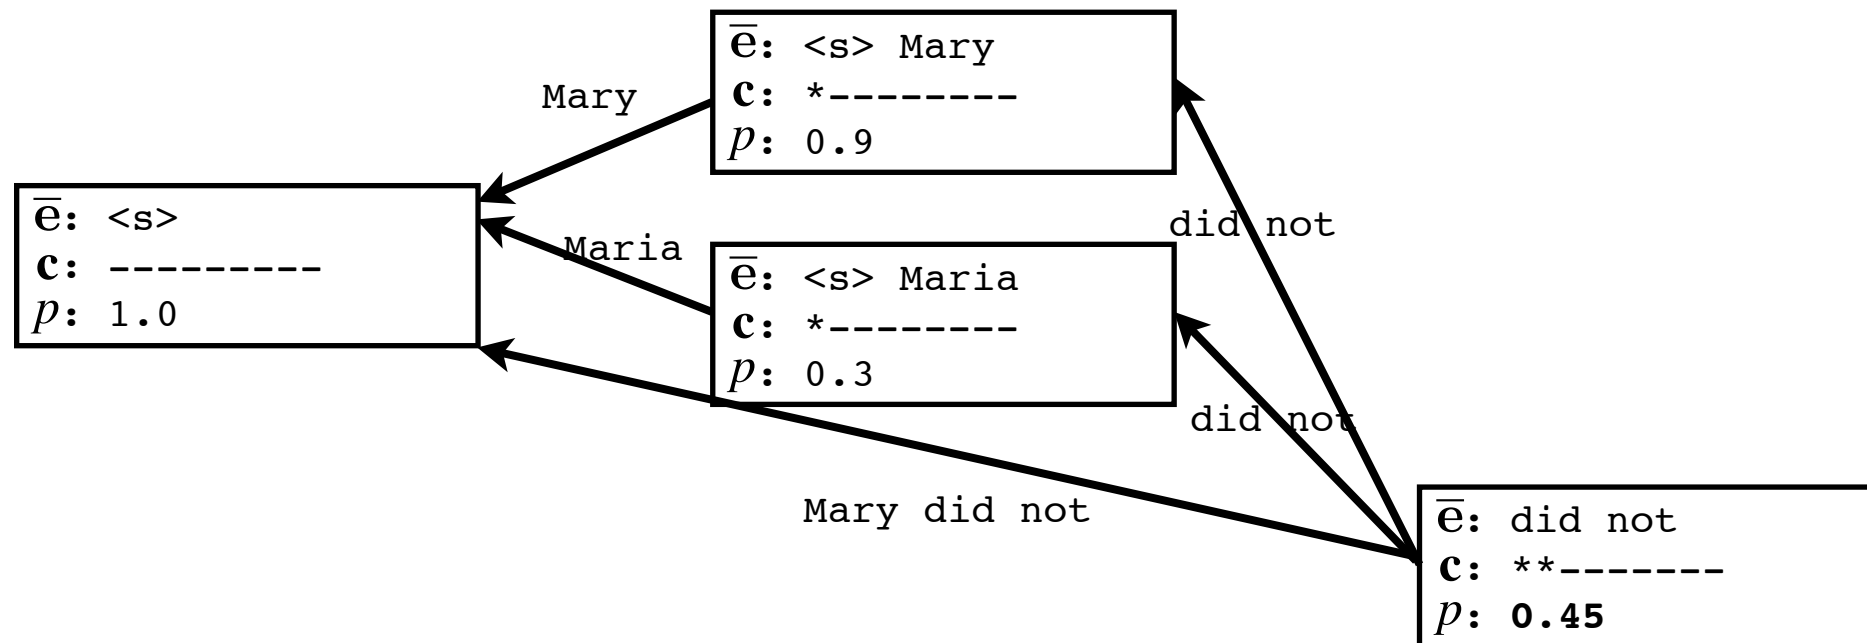 e̅: <s> Mary
c: *--------
p: 0.9
Mary
e̅: <s>
c: ---------
p: 1.0
Maria
e̅: <s> Maria
c: *--------
p: 0.3
did not
did not
Mary did not
e̅: did not
c: **-------
p: 0.45